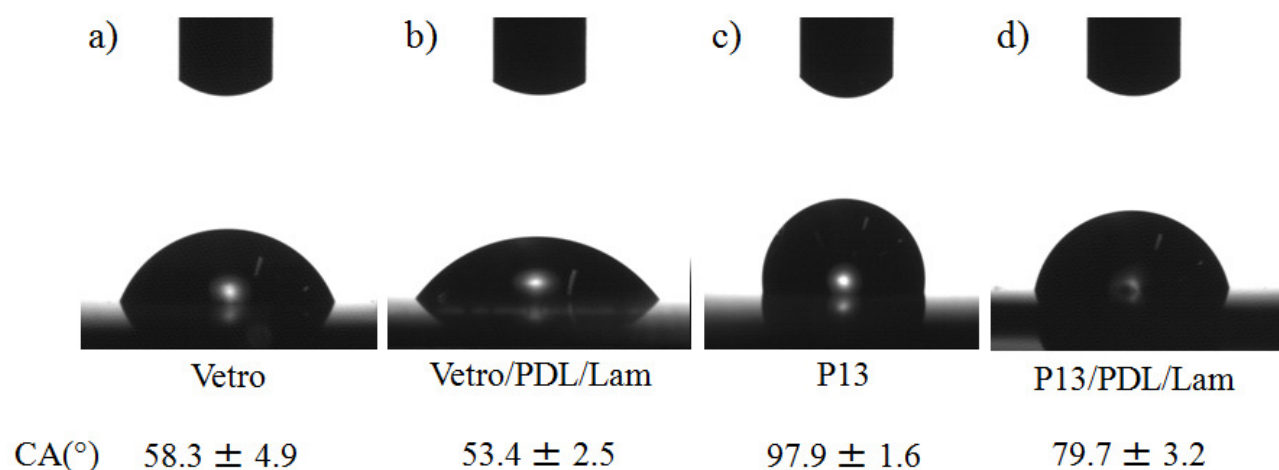 a) b) c) d)
Vetro Vetro/PDL/Lam P13 P13/PDL/Lam
CA(°) 58.3 ± 4.9 53.4 ± 2.5 97.9 ± 1.6 79.7 ± 3.2